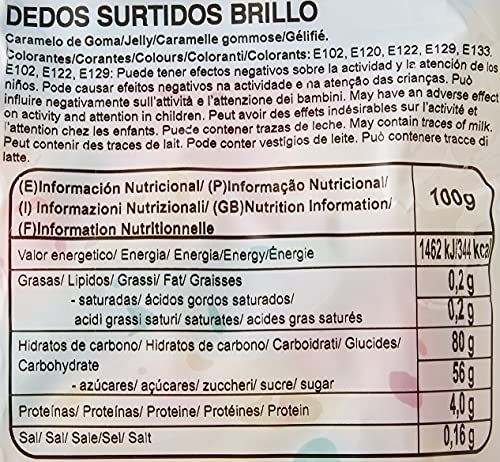 DEDOS SURTIDOS BRILLO
Caramelo de Goma/Jelly/Caramelle gommose/Gélifié.
Colorantes/Corantes/Colours/Coloranti/Colorants: E102, E120, E122, E129, E133
E102, E122, E129: Puede tener efectos negativos sobre la actividad y la atención de los
niños. Pode causar efeitos negativos na actividade e na atenção das crianças. Può
influire negativamente sull'attività e l'attenzione dei bambini. May have an adverse effect
on activity and attention in children. Peut avoir des effets indésirables sur l'activité et
l'attention chez les enfants. Puede contener trazas de leche. May contain traces of milk.
Peut contenir des traces de lait. Pode conter vestigios de leite. Può contenere tracce di
latte.
(E)Información Nutricional/ (P)Informação Nutricional/
(I) Informazioni Nutrizionali/ (GB)Nutrition Information/
(F)Information Nutritionnelle
100g
Valor energetico/ Energia/ Energia/Energy/Énergie 1462 kJ/344 kcal
Grasas/ Lipidos/ Grassi/ Fat/ Graisses 0,2 g
- saturadas/ ácidos gordos saturados/
acidi grassi saturi/ saturates/ acides gras saturés 0,2 g
Hidratos de carbono/ Hidratos de carbono/ Carboidrati/ Glucides/ 80 g
Carbohydrate
- azúcares/ açúcares/ zuccheri/ sucre/ sugar 56 g
Proteínas/ Proteínas/ Proteine/ Protéines/ Protein 4,0 g
Sal/ Sal/ Sale/Sel/ Salt 0,16 g